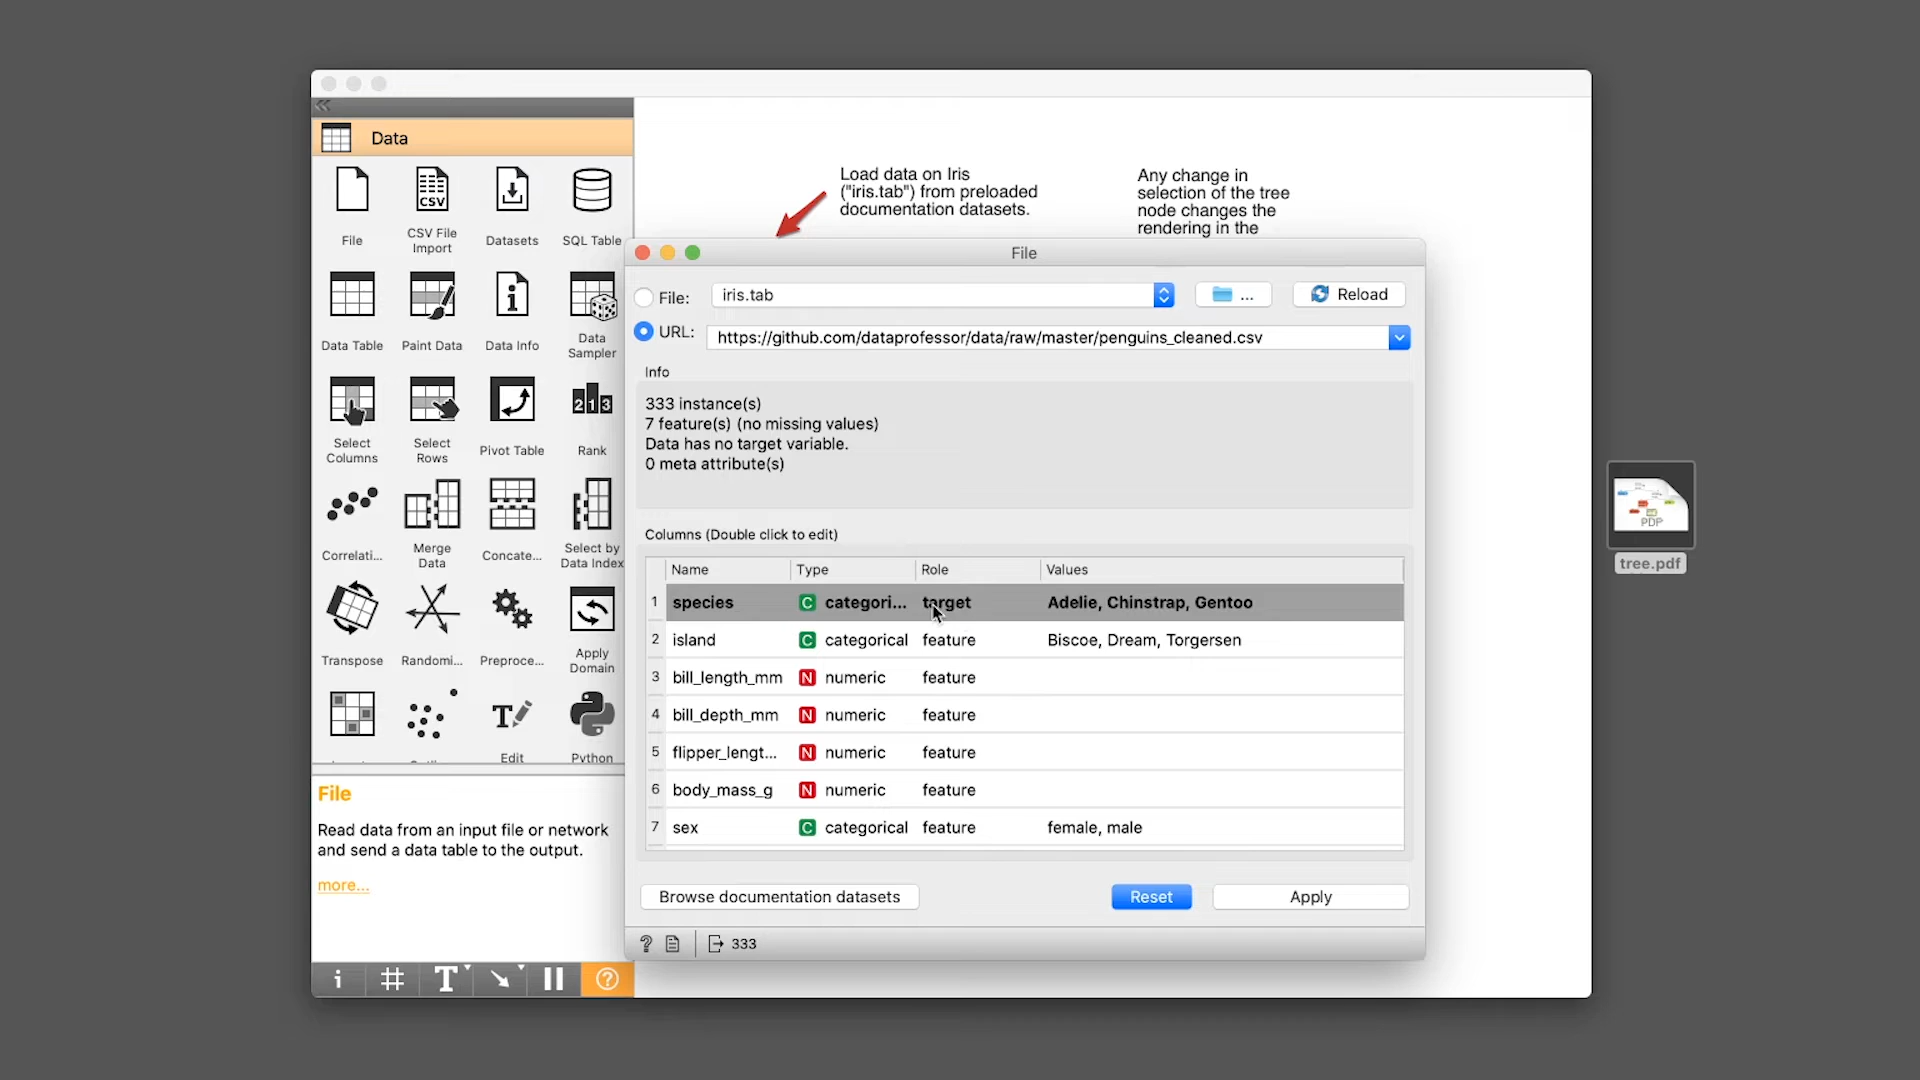 Data
File
CSV File
Import
Datasets
SQL Table
Data Table
Paint Data
Data Info
Data
Sampler
Select
Columns
Select
Rows
Pivot Table
Rank
Correlati...
Merge
Data
Concate...
Select by
Data Index
Transpose
Randomi...
Preproce...
Apply
Domain
Edit
Python
File
Read data from an input file or network
and send a data table to the output.
more...
Load data on Iris
("iris.tab") from preloaded
documentation datasets.
Any change in
selection of the tree
node changes the
rendering in the
File
File:
iris.tab
...
Reload
URL:
https://github.com/dataprofessor/data/raw/master/penguins_cleaned.csv
Info
333 instance(s)
7 feature(s) (no missing values)
Data has no target variable.
0 meta attribute(s)
Columns (Double click to edit)
Name Type Role Values
1 species C categori... target Adelie, Chinstrap, Gentoo
2 island C categorical feature Biscoe, Dream, Torgersen
3 bill_length_mm N numeric feature
4 bill_depth_mm N numeric feature
5 flipper_lengt... N numeric feature
6 body_mass_g N numeric feature
7 sex C categorical feature female, male
Browse documentation datasets
Reset
Apply
? 333
PDF
tree.pdf